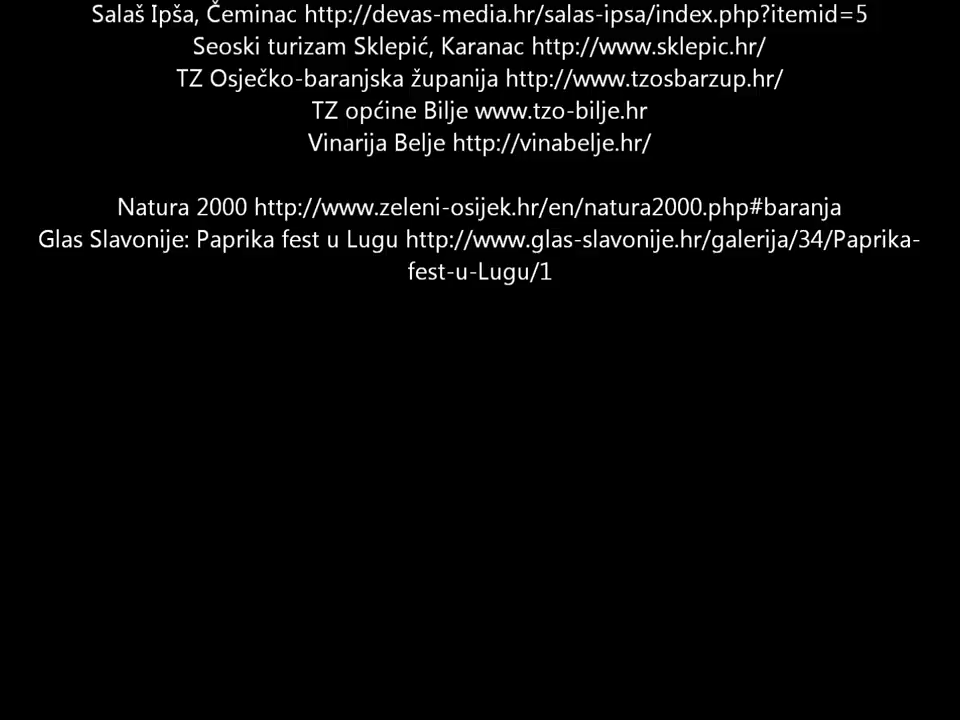 Salaš Ipša, Čeminac http://devas-media.hr/salas-ipsa/index.php?itemid=5
Seoski turizam Sklepić, Karanac http://www.sklepic.hr/
TZ Osječko-baranjska županija http://www.tzosbarzup.hr/
TZ općine Bilje www.tzo-bilje.hr
Vinarija Belje http://vinabelje.hr/
Natura 2000 http://www.zeleni-osijek.hr/en/natura2000.php#baranja
Glas Slavonije: Paprika fest u Lugu http://www.glas-slavonije.hr/galerija/34/Paprika-
fest-u-Lugu/1